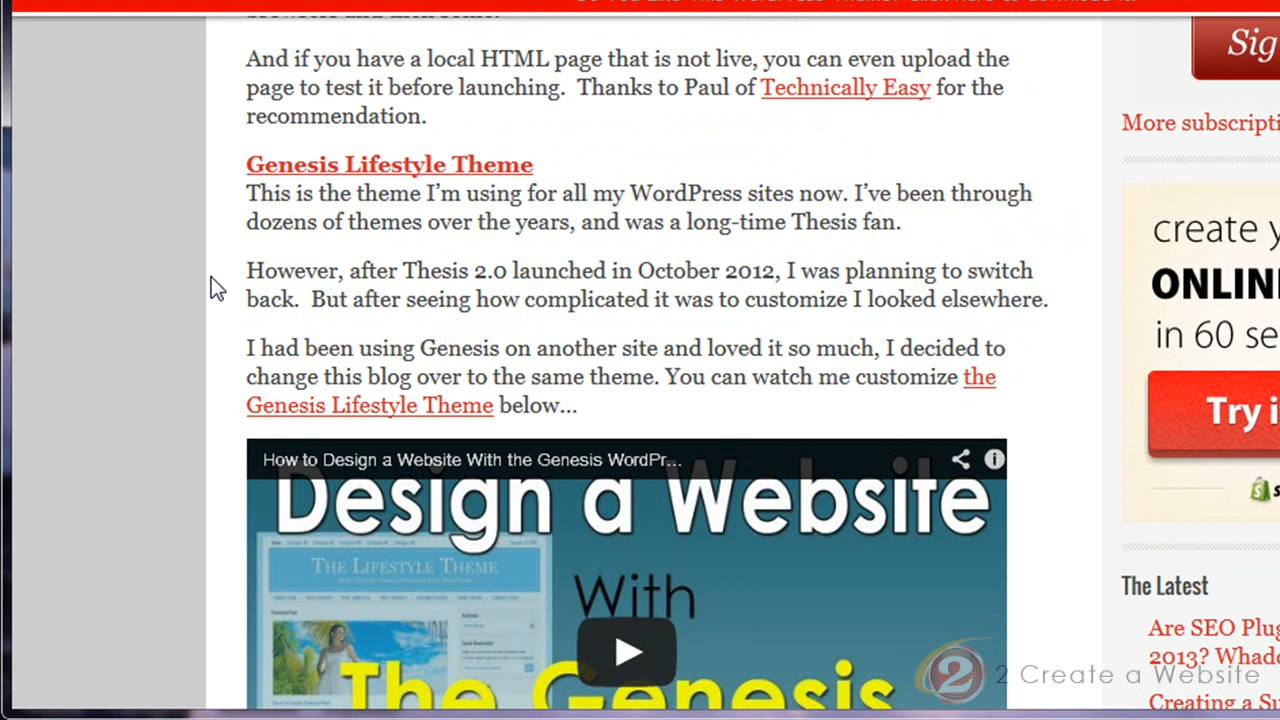 And if you have a local HTML page that is not live, you can even upload the
page to test it before launching.  Thanks to Paul of Technically Easy for the
recommendation.
Genesis Lifestyle Theme
This is the theme I'm using for all my WordPress sites now. I've been through
dozens of themes over the years, and was a long-time Thesis fan.
However, after Thesis 2.0 launched in October 2012, I was planning to switch
back.  But after seeing how complicated it was to customize I looked elsewhere.
I had been using Genesis on another site and loved it so much, I decided to
change this blog over to the same theme. You can watch me customize the
Genesis Lifestyle Theme below...
How to Design a Website With the Genesis WordPr...
Design a Website
THE LIFESTYLE THEME
With
The Genesis
Sig
More subscripti
create y
ONLIN
in 60 se
Try i
The Latest
Are SEO Plug
2013? Whad
Creating a Su
2 2 Create a Website